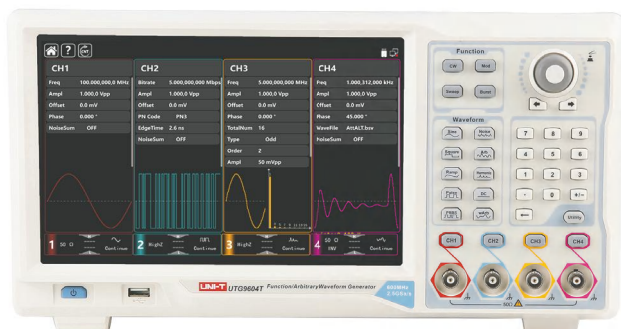 ?
CH1
Freq 100.000,000,0 MHz
Ampl 1.000,0 Vpp
Offset 0.0 mV
Phase 0.000 °
NoiseSum OFF
CH2
Bitrate 5.000,000,000 Mbps
Ampl 1.000,0 Vpp
Offset 0.0 mV
PN Code PN3
EdgeTime 2.6 ns
NoiseSum OFF
CH3
Freq 5.000,000,000 MHz
Ampl 1.000,0 Vpp
Offset 0.0 mV
Phase 0.000 °
TotalNum 16
Type Odd
Order 2
Ampl 50 mVpp
CH4
Freq 1.000,312,000 kHz
Ampl 1.000,0 Vpp
Offset 0.0 mV
Phase 45.000 °
WaveFile AttALT.bsv
NoiseSum OFF
1 50 Ω Continue
2 HighZ Continue
3 HighZ Continue
4 50 Ω INV Continue
UNI-T UTG9604T Function/ArbitraryWaveform Generator
600MHz
2.5GSa/s
Function
CW Mod
Sweep Burst
Waveform
Sine Noise
Square Arb
Ramp Harmonic
Pulse DC
PRBS
7 8 9
4 5 6
1 2 3
. 0 +/-
Utility
CH1 CH2 CH3 CH4
50Ω